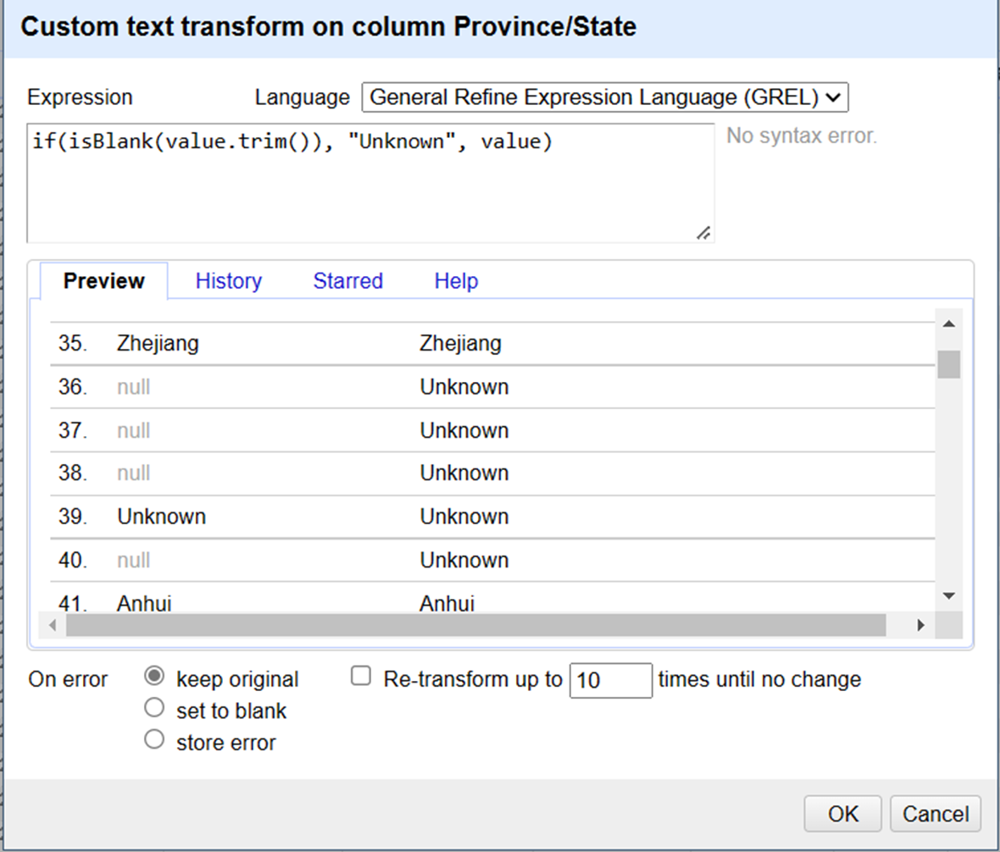 Custom text transform on column Province/State
Expression Language General Refine Expression Language (GREL)
if(isBlank(value.trim()), "Unknown", value)
No syntax error.
Preview History Starred Help
35. Zhejiang Zhejiang
36. null Unknown
37. null Unknown
38. null Unknown
39. Unknown Unknown
40. null Unknown
41. Anhui Anhui
On error keep original Re-transform up to 10 times until no change
set to blank
store error
OK Cancel